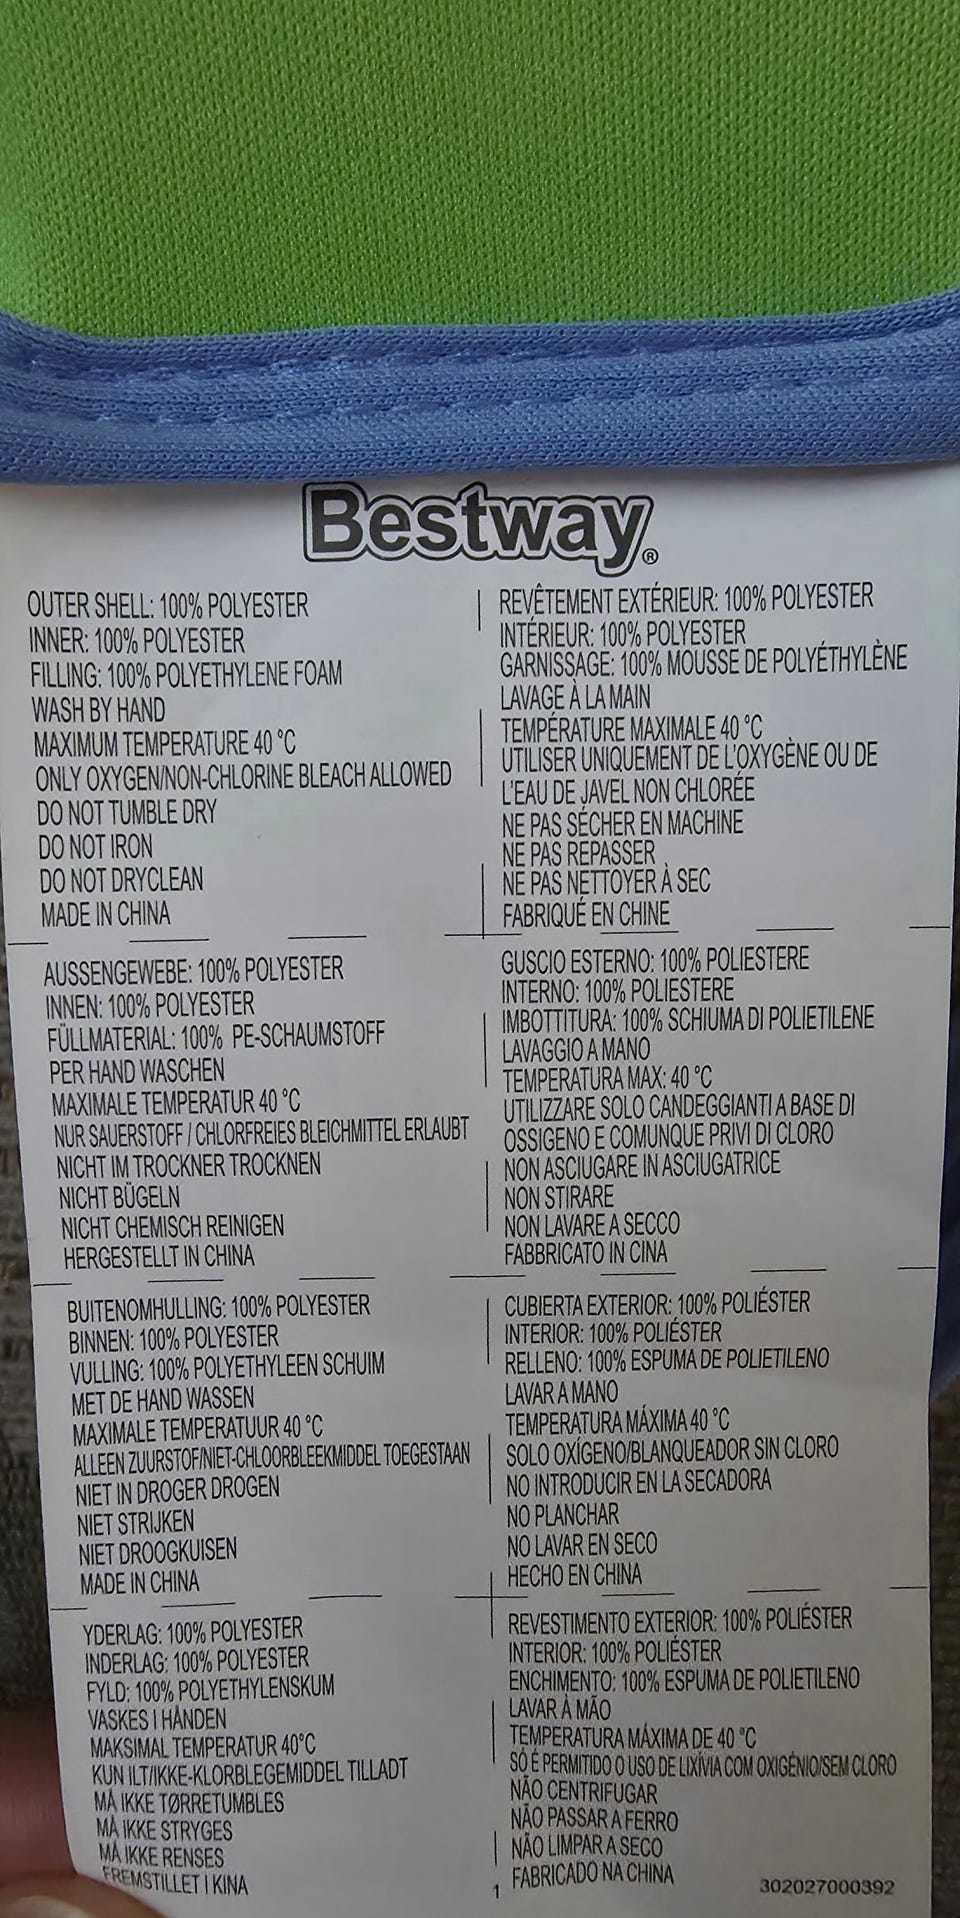 Bestway®
OUTER SHELL: 100% POLYESTER
INNER: 100% POLYESTER
FILLING: 100% POLYETHYLENE FOAM
WASH BY HAND
MAXIMUM TEMPERATURE 40 °C
ONLY OXYGEN/NON-CHLORINE BLEACH ALLOWED
DO NOT TUMBLE DRY
DO NOT IRON
DO NOT DRYCLEAN
MADE IN CHINA
REVÊTEMENT EXTÉRIEUR: 100% POLYESTER
INTÉRIEUR: 100% POLYESTER
GARNISSAGE: 100% MOUSSE DE POLYÉTHYLÈNE
LAVAGE À LA MAIN
TEMPÉRATURE MAXIMALE 40 °C
UTILISER UNIQUEMENT DE L'OXYGÈNE OU DE
L'EAU DE JAVEL NON CHLORÉE
NE PAS SÉCHER EN MACHINE
NE PAS REPASSER
NE PAS NETTOYER À SEC
FABRIQUÉ EN CHINE
AUSSENGEWEBE: 100% POLYESTER
INNEN: 100% POLYESTER
FÜLLMATERIAL: 100% PE-SCHAUMSTOFF
PER HAND WASCHEN
MAXIMALE TEMPERATUR 40 °C
NUR SAUERSTOFF / CHLORFREIES BLEICHMITTEL ERLAUBT
NICHT IM TROCKNER TROCKNEN
NICHT BÜGELN
NICHT CHEMISCH REINIGEN
HERGESTELLT IN CHINA
GUSCIO ESTERNO: 100% POLIESTERE
INTERNO: 100% POLIESTERE
IMBOTTITURA: 100% SCHIUMA DI POLIETILENE
LAVAGGIO A MANO
TEMPERATURA MAX: 40 °C
UTILIZZARE SOLO CANDEGGIANTI A BASE DI
OSSIGENO E COMUNQUE PRIVI DI CLORO
NON ASCIUGARE IN ASCIUGATRICE
NON STIRARE
NON LAVARE A SECCO
FABBRICATO IN CINA
BUITENOMHULLING: 100% POLYESTER
BINNEN: 100% POLYESTER
VULLING: 100% POLYETHYLEEN SCHUIM
MET DE HAND WASSEN
MAXIMALE TEMPERATUUR 40 °C
ALLEEN ZUURSTOF/NIET-CHLOORBLEEKMIDDEL TOEGESTAAN
NIET IN DROGER DROGEN
NIET STRIJKEN
NIET DROOGKUISEN
MADE IN CHINA
CUBIERTA EXTERIOR: 100% POLIÉSTER
INTERIOR: 100% POLIÉSTER
RELLENO: 100% ESPUMA DE POLIETILENO
LAVAR A MANO
TEMPERATURA MÁXIMA 40 °C
SOLO OXÍGENO/BLANQUEADOR SIN CLORO
NO INTRODUCIR EN LA SECADORA
NO PLANCHAR
NO LAVAR EN SECO
HECHO EN CHINA
YDERLAG: 100% POLYESTER
INDERLAG: 100% POLYESTER
FYLD: 100% POLYETHYLENSKUM
VASKES I HÅNDEN
MAKSIMAL TEMPERATUR 40°C
KUN ILT/IKKE-KLORBLEGEMIDDEL TILLADT
MÅ IKKE TØRRETUMBLES
MÅ IKKE STRYGES
MÅ IKKE RENSES
FREMSTILLET I KINA
REVESTIMENTO EXTERIOR: 100% POLIÉSTER
INTERIOR: 100% POLIÉSTER
ENCHIMENTO: 100% ESPUMA DE POLIETILENO
LAVAR À MÃO
TEMPERATURA MÁXIMA DE 40 °C
SÓ É PERMITIDO O USO DE LIXÍVIA COM OXIGÉNIO/SEM CLORO
NÃO CENTRIFUGAR
NÃO PASSAR A FERRO
NÃO LIMPAR A SECO
FABRICADO NA CHINA
1
302027000392